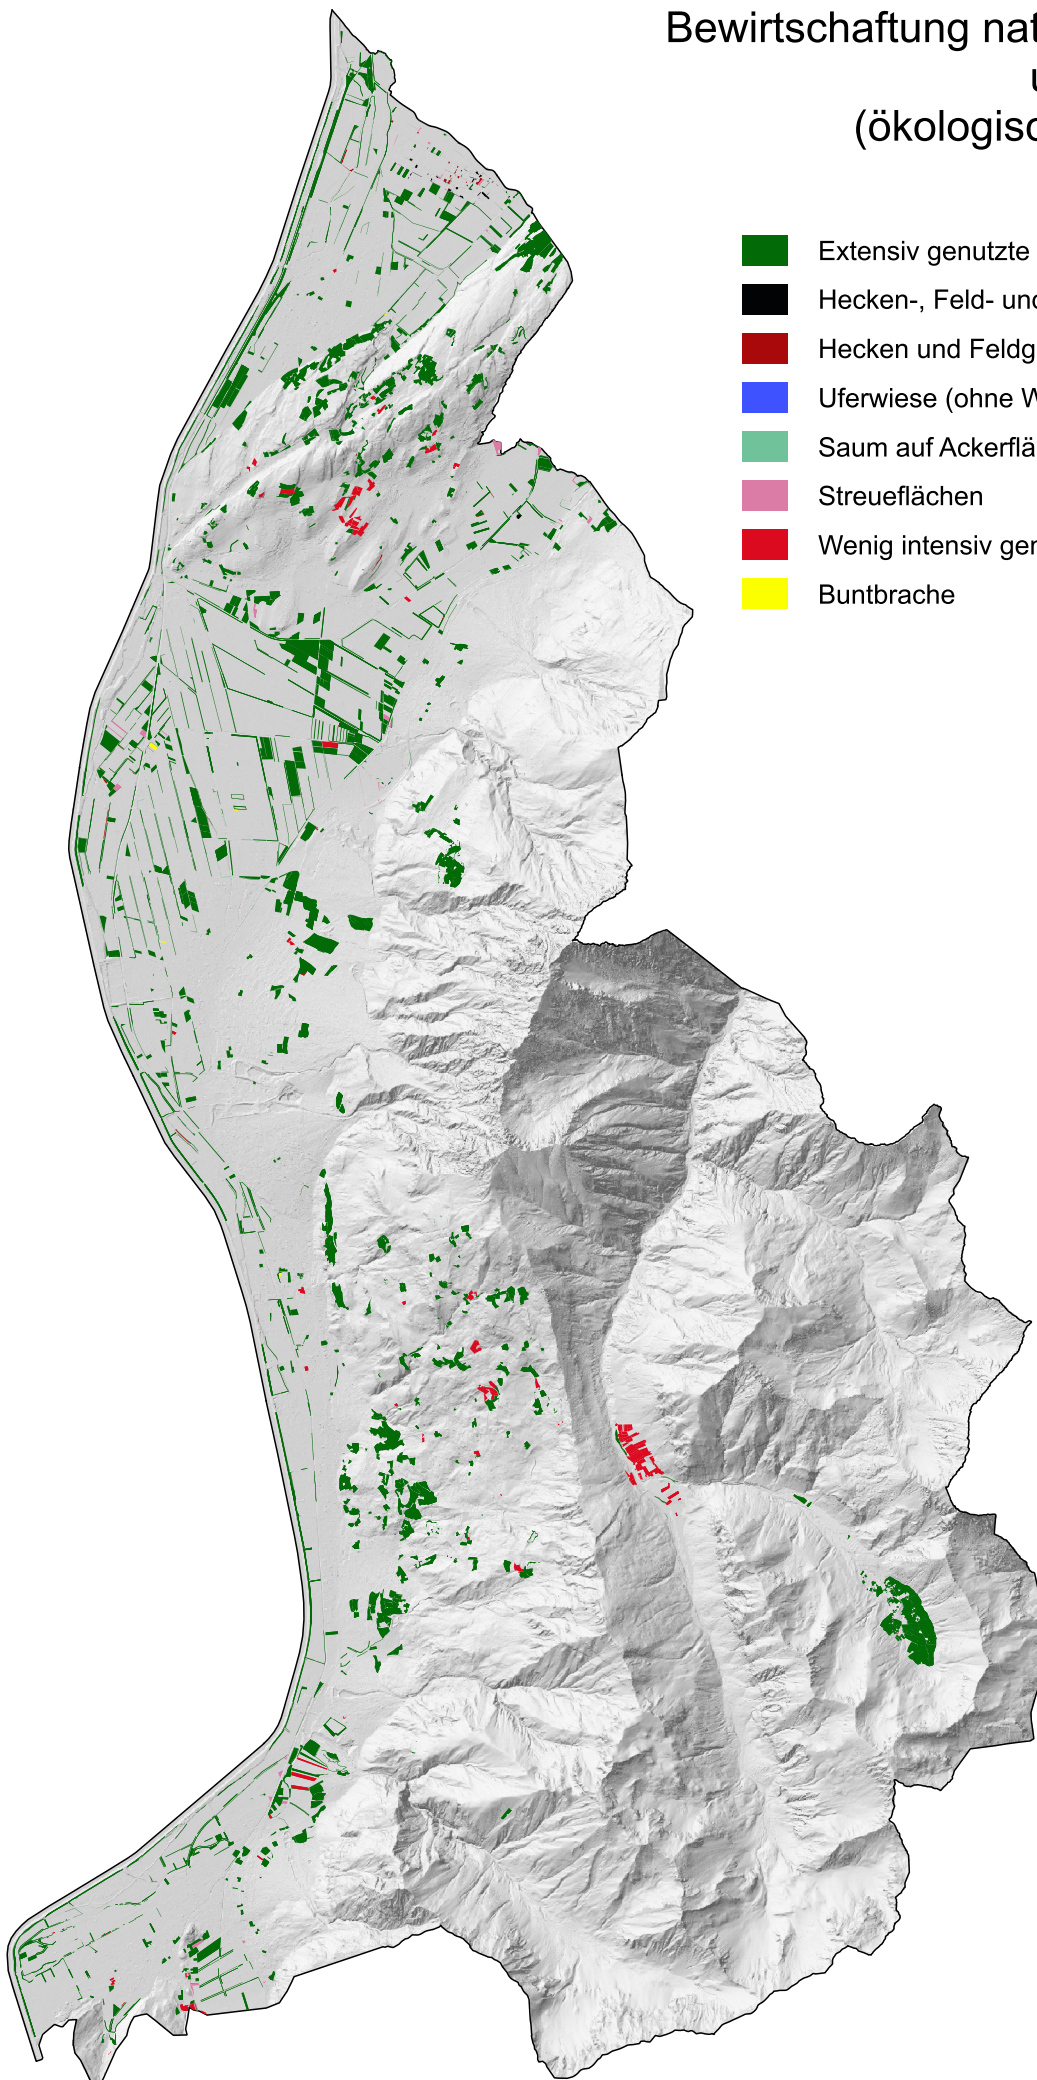 Bewirtschaftung nat
u
(ökologisc
Extensiv genutzte
Hecken-, Feld- und
Hecken und Feldg
Uferwiese (ohne W
Saum auf Ackerflä
Streueflächen
Wenig intensiv gen
Buntbrache